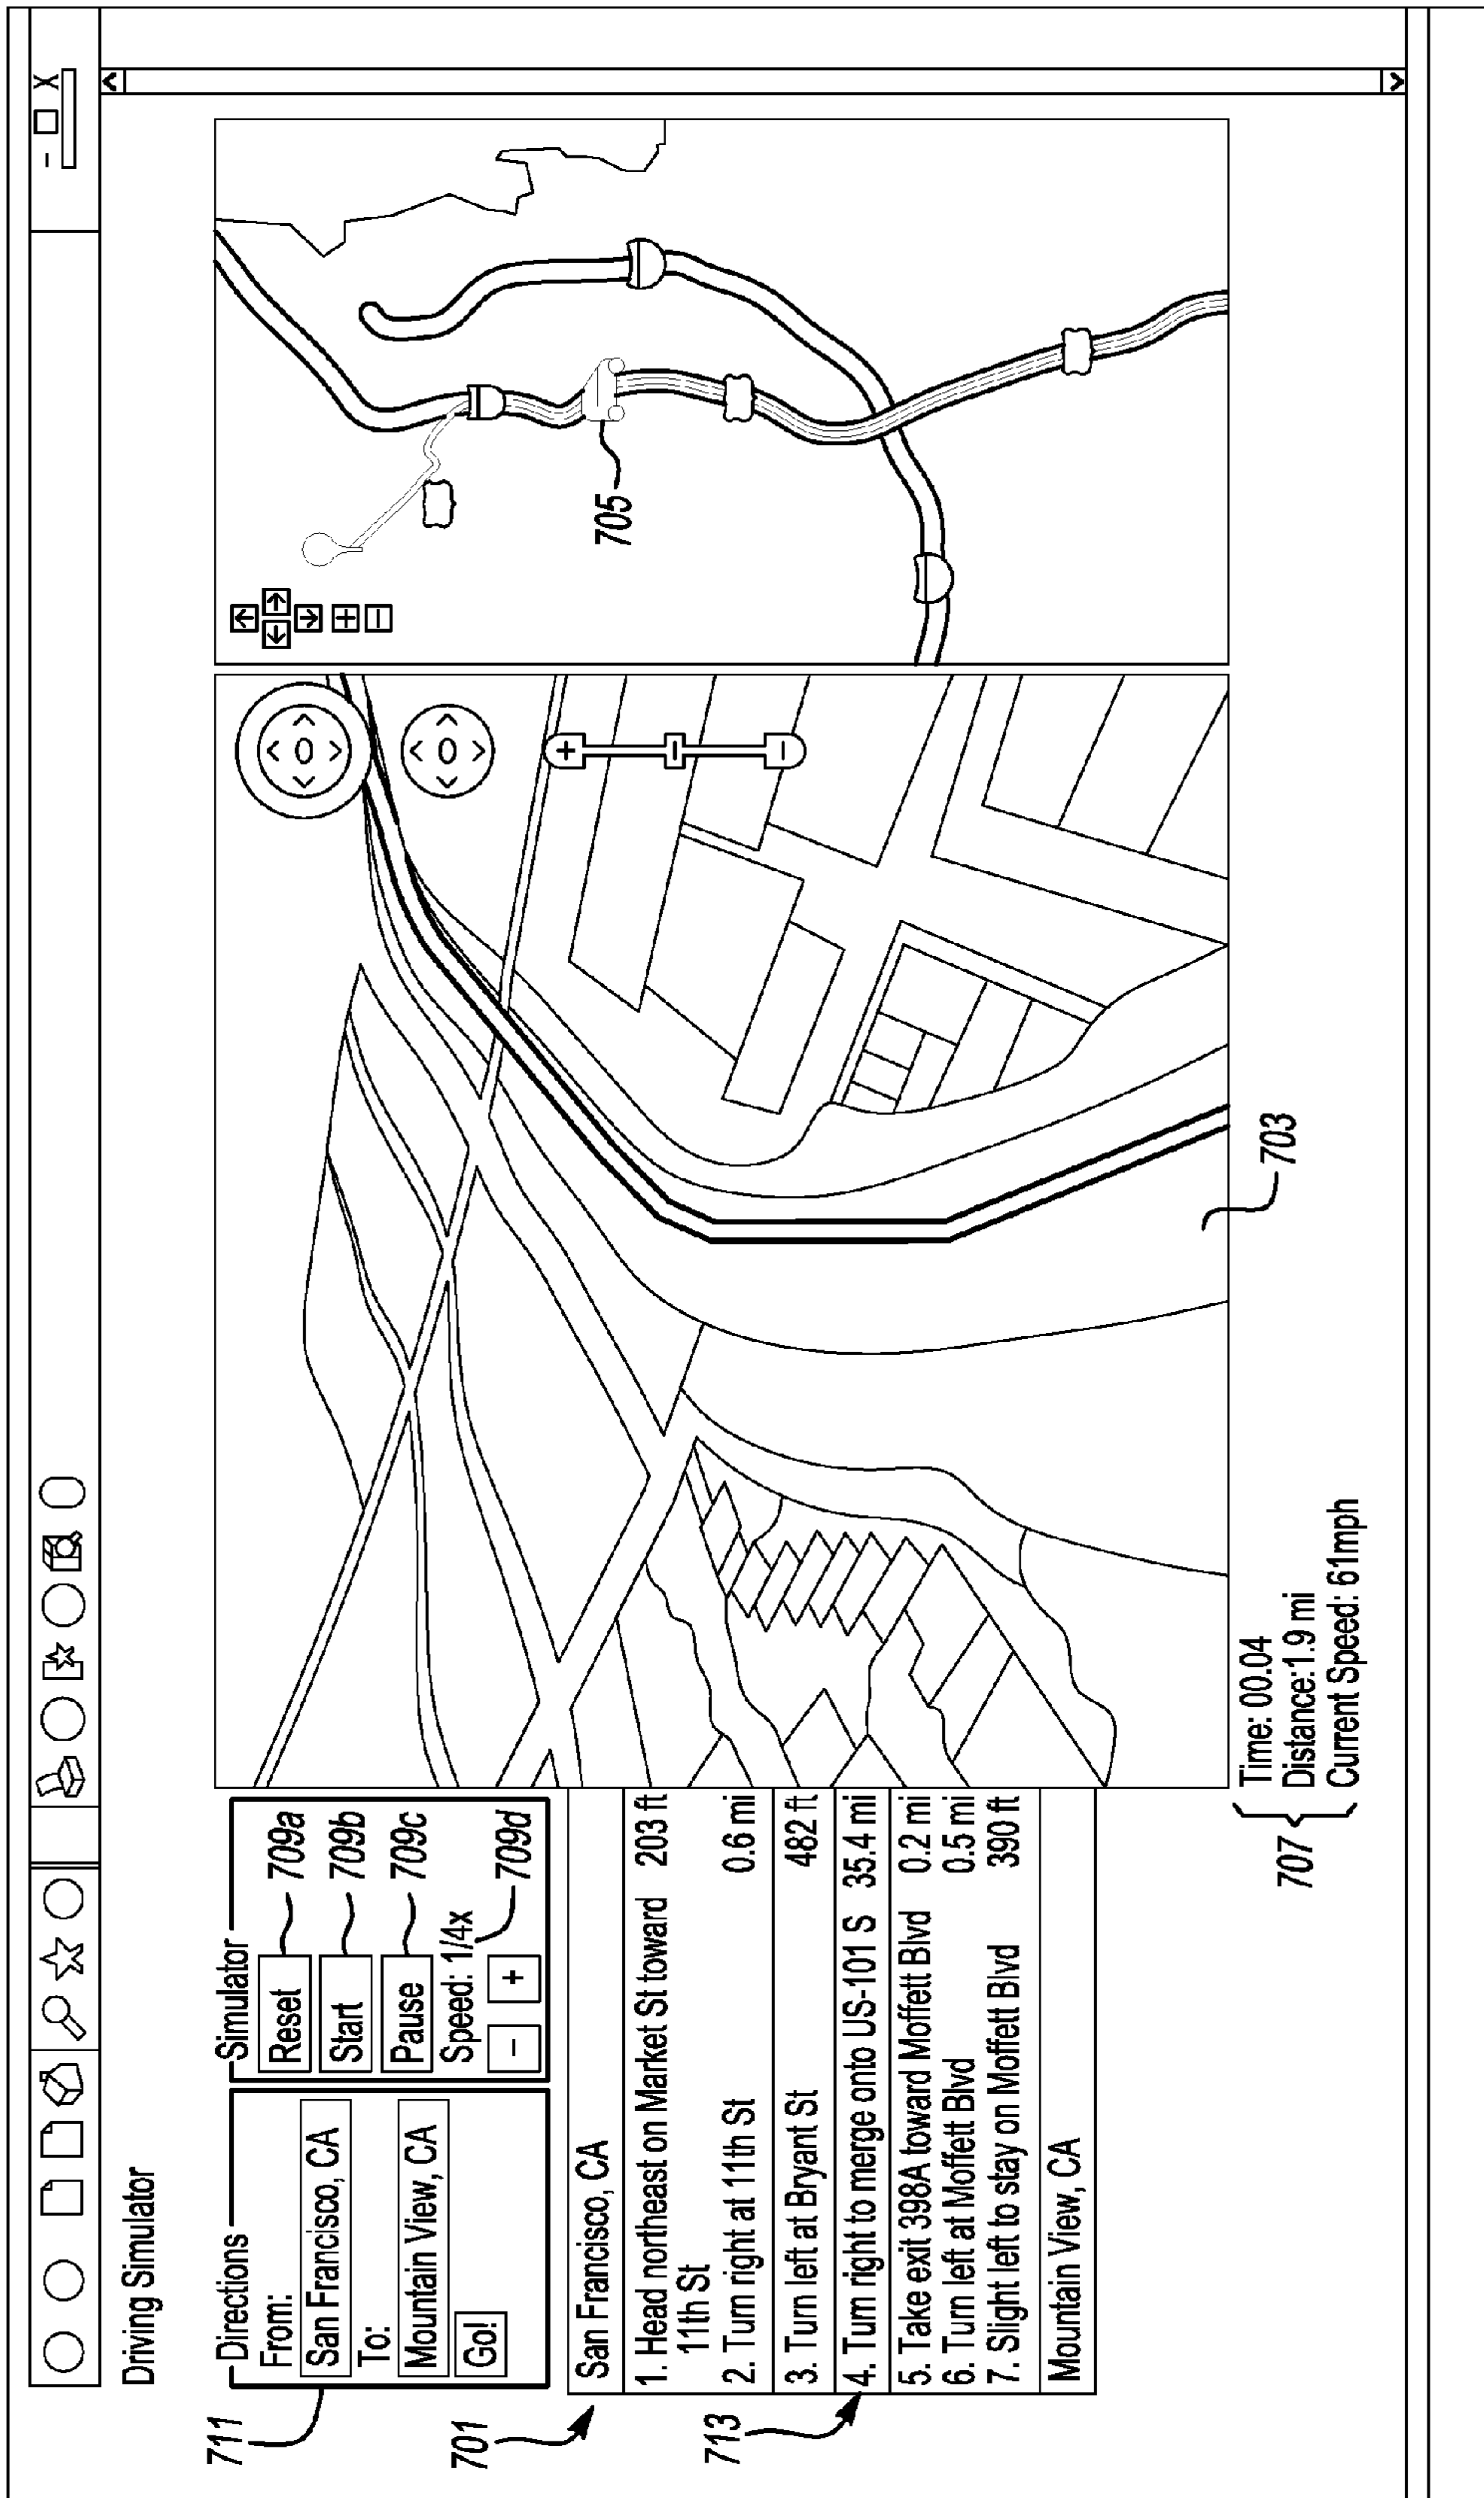 Driving Simulator
Directions
From:
San Francisco, CA
To:
Mountain View, CA
Go!
711
Simulator
Reset
709a
Start
709b
Pause
709c
Speed: 1/4x
709d
- +
701
San Francisco, CA
1. Head northeast on Market St toward 203 ft
11th St
2. Turn right at 11th St 0.6 mi
713
3. Turn left at Bryant St 482 ft
4. Turn right to merge onto US-101 S 35.4 mi
5. Take exit 398A toward Moffett Blvd 0.2 mi
6. Turn left at Moffett Blvd 0.5 mi
7. Slight left to stay on Moffett Blvd 390 ft
Mountain View, CA
705
703
707
Time: 00.04
Distance:1.9 mi
Current Speed: 61mph